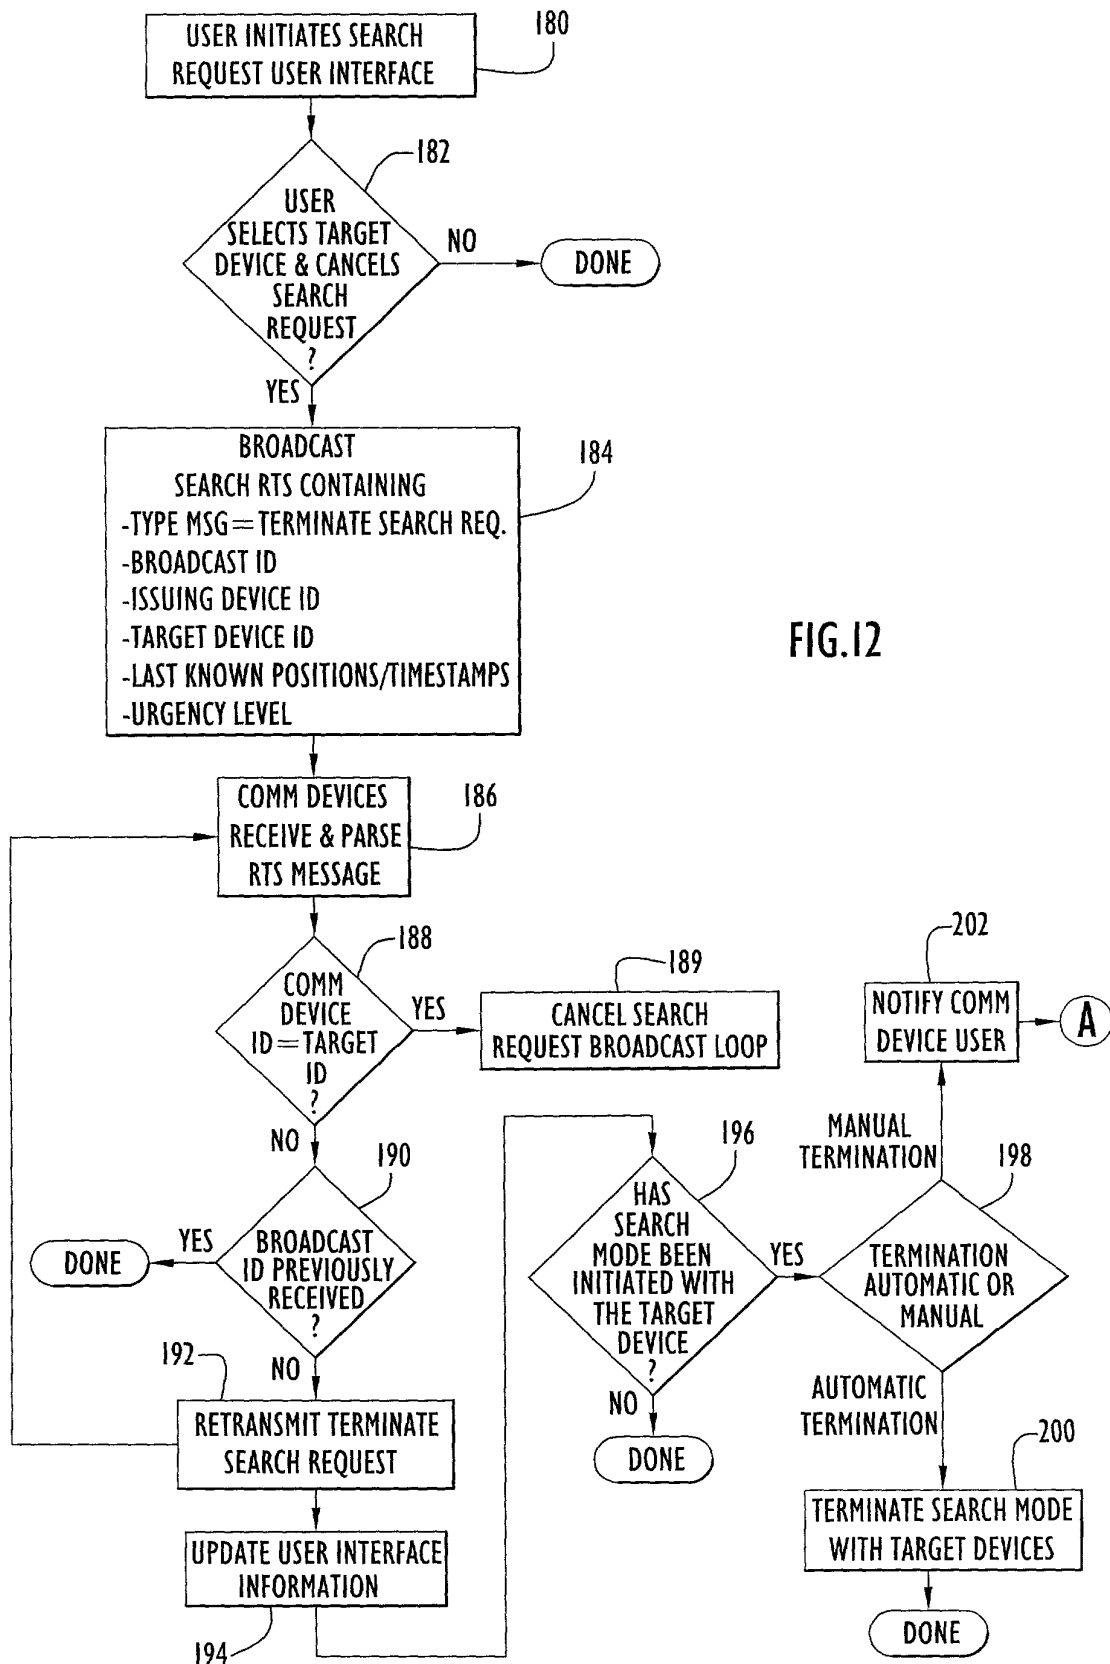 USER INITIATES SEARCH
REQUEST USER INTERFACE
180
182
USER
SELECTS TARGET
DEVICE & CANCELS
SEARCH
REQUEST
?
NO
DONE
YES
BROADCAST
SEARCH RTS CONTAINING
-TYPE MSG=TERMINATE SEARCH REQ.
-BROADCAST ID
-ISSUING DEVICE ID
-TARGET DEVICE ID
-LAST KNOWN POSITIONS/TIMESTAMPS
-URGENCY LEVEL
184
FIG.12
COMM DEVICES
RECEIVE & PARSE
RTS MESSAGE
186
188
COMM
DEVICE
ID=TARGET
ID
?
YES
189
CANCEL SEARCH
REQUEST BROADCAST LOOP
NO
190
BROADCAST
ID PREVIOUSLY
RECEIVED
?
YES
DONE
NO
192
RETRANSMIT TERMINATE
SEARCH REQUEST
UPDATE USER INTERFACE
INFORMATION
194
196
HAS
SEARCH
MODE BEEN
INITIATED WITH
THE TARGET
DEVICE
?
NO
DONE
YES
198
TERMINATION
AUTOMATIC OR
MANUAL
MANUAL
TERMINATION
202
NOTIFY COMM
DEVICE USER
A
AUTOMATIC
TERMINATION
200
TERMINATE SEARCH MODE
WITH TARGET DEVICES
DONE